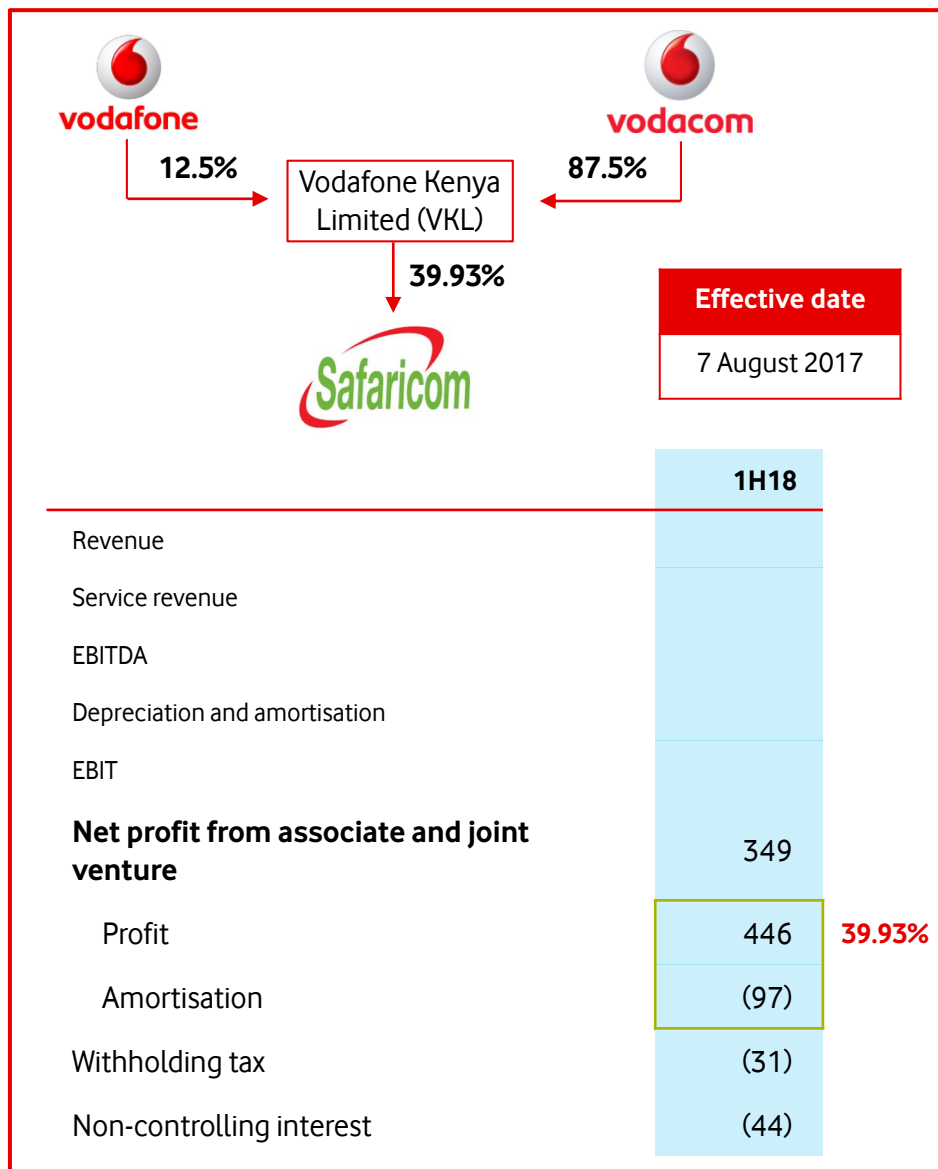 vodafone
vodacom
12.5%
87.5%
Vodafone Kenya
Limited (VKL)
39.93%
Safaricom
Effective date
7 August 2017
1H18
Revenue
Service revenue
EBITDA
Depreciation and amortisation
EBIT
Net profit from associate and joint
venture
349
Profit 446 39.93%
Amortisation (97)
Withholding tax (31)
Non-controlling interest (44)